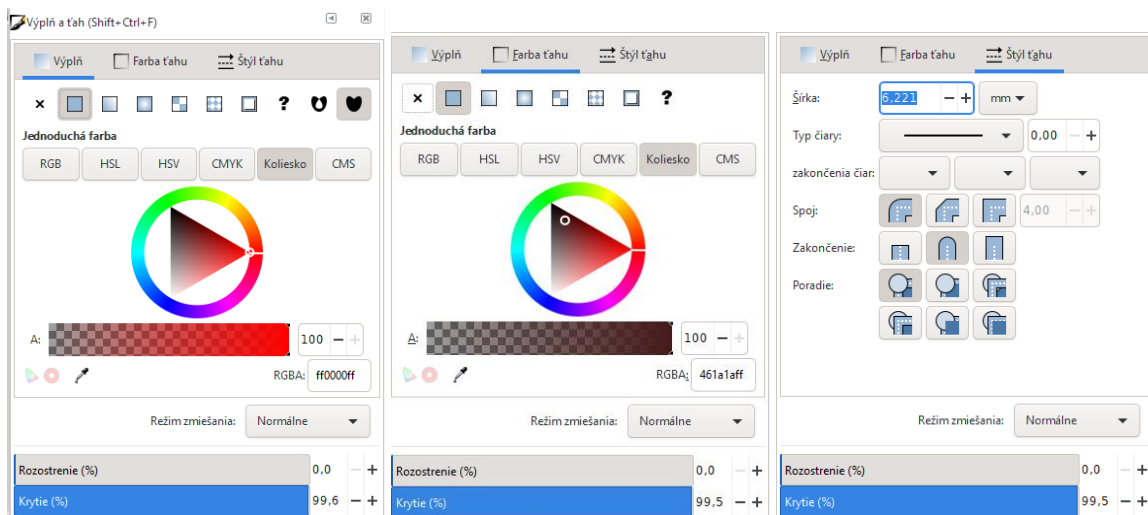 Výplň a ťah (Shift+Ctrl+F)
Výplň Farba ťahu Štýl ťahu
?
Jednoduchá farba
RGB HSL HSV CMYK Koliesko CMS
A: 100 − +
RGBA: ff0000ff
Režim zmiešania: Normálne
Rozostrenie (%) 0,0 − +
Krytie (%) 99,6 − +
Výplň Farba ťahu Štýl ťahu
?
Jednoduchá farba
RGB HSL HSV CMYK Koliesko CMS
A: 100 − +
RGBA: 461a1aff
Režim zmiešania: Normálne
Rozostrenie (%) 0,0 − +
Krytie (%) 99,5 − +
Výplň Farba ťahu Štýl ťahu
Šírka: 6,221 − + mm
Typ čiary: 0,00 − +
zakončenia čiar:
Spoj: 4,00 − +
Zakončenie:
Poradie:
Režim zmiešania: Normálne
Rozostrenie (%) 0,0 − +
Krytie (%) 99,5 − +